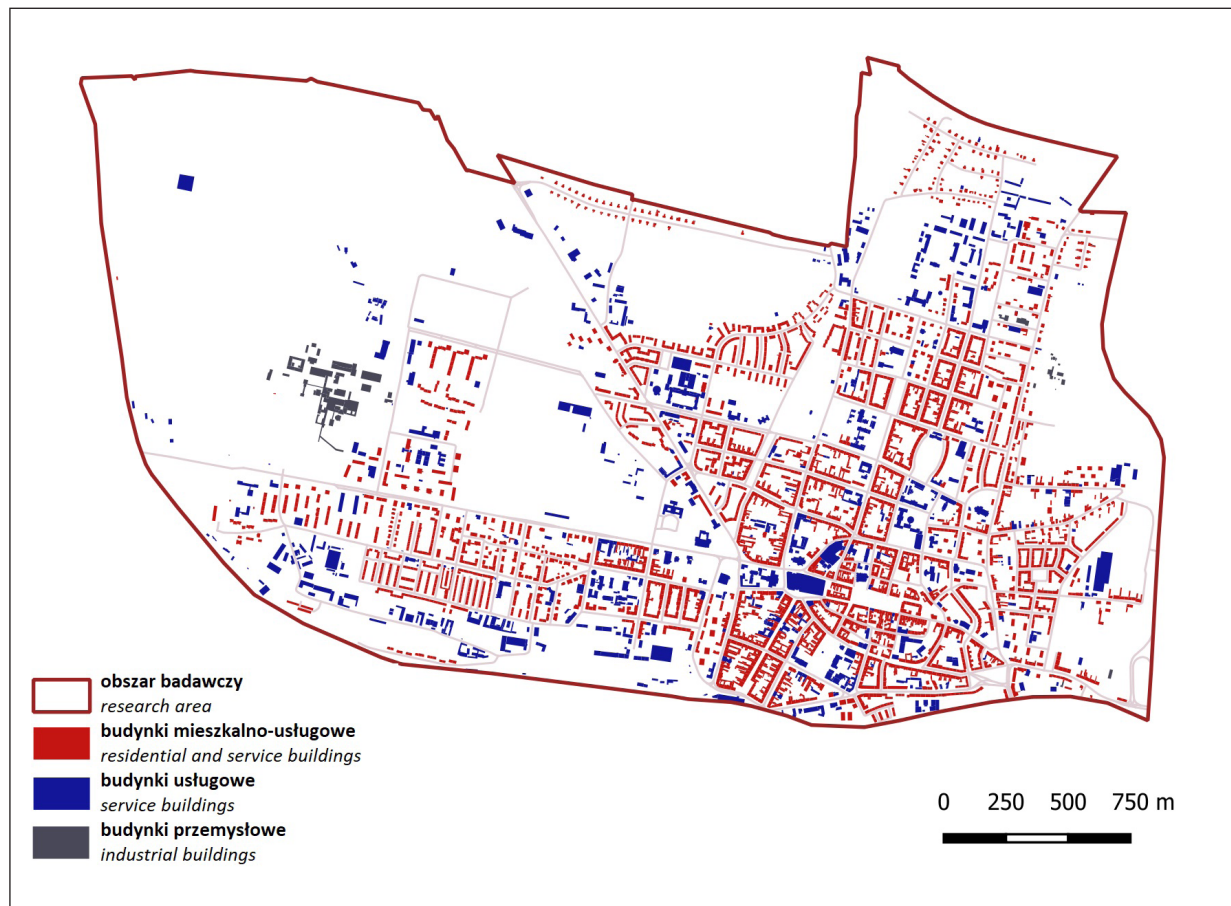 obszar badawczy
research area
budynki mieszkalno-usługowe
residential and service buildings
budynki usługowe
service buildings
budynki przemysłowe
industrial buildings
0 250 500 750 m